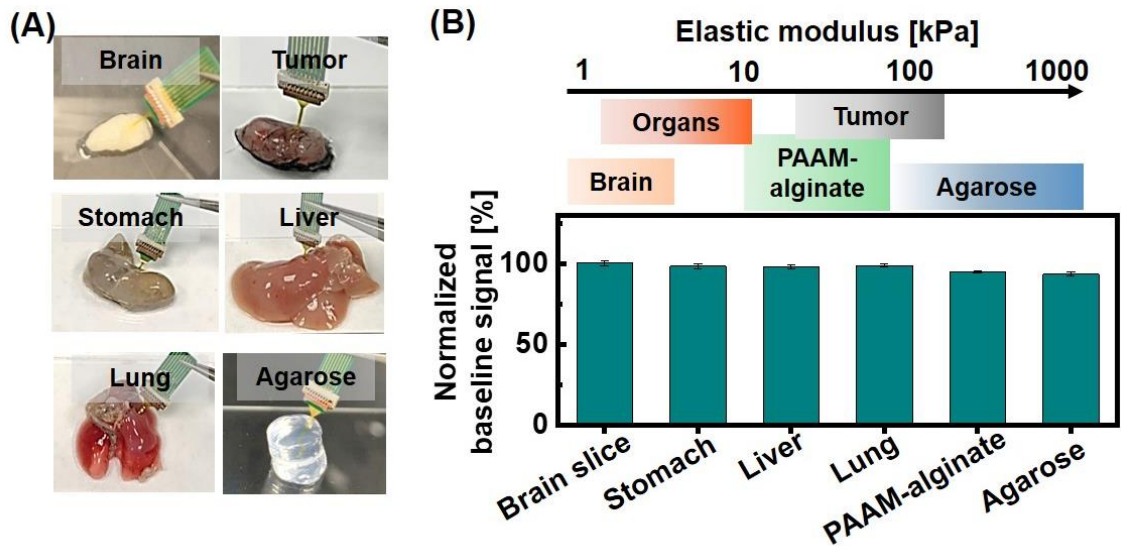 (A)
Brain
Tumor
Stomach
Liver
Lung
Agarose
(B)
Elastic modulus [kPa]
1 10 100 1000
Organs
Tumor
Brain
PAAM-
alginate
Agarose
Normalized
baseline signal [%]
100
50
0
Brain slice
Stomach
Liver
Lung
PAAM-alginate
Agarose